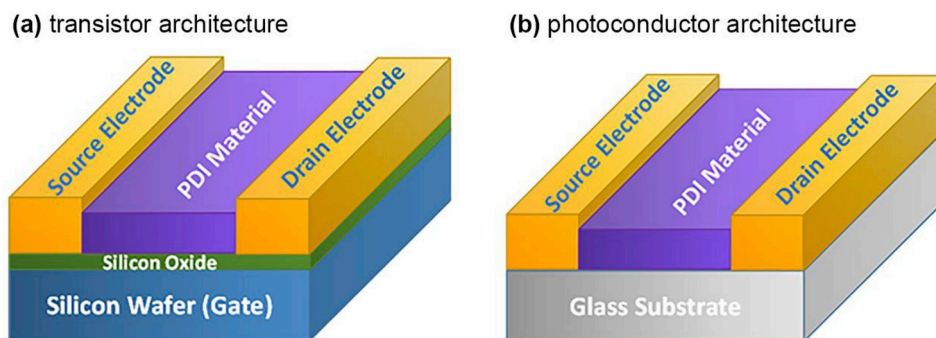 (a) transistor architecture
Source Electrode
PDI Material
Drain Electrode
Silicon Oxide
Silicon Wafer (Gate)
(b) photoconductor architecture
Source Electrode
PDI Material
Drain Electrode
Glass Substrate